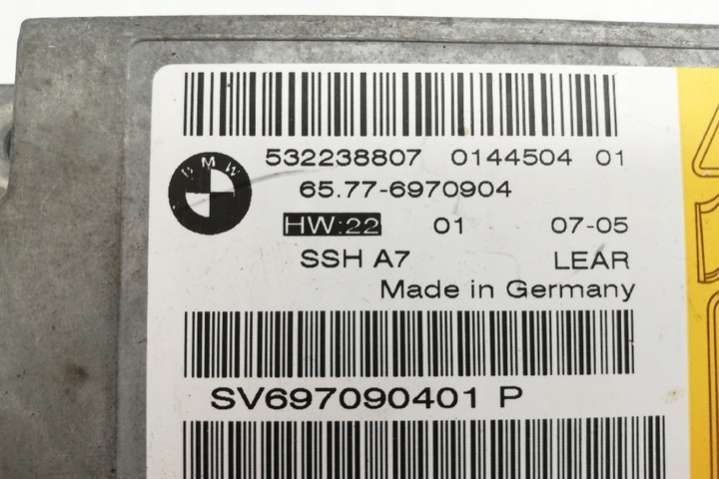 532238807 0144504 01
BMW
65.77-6970904
HW:22 01 07-05
SSH A7 LEAR
Made in Germany
SV697090401 P